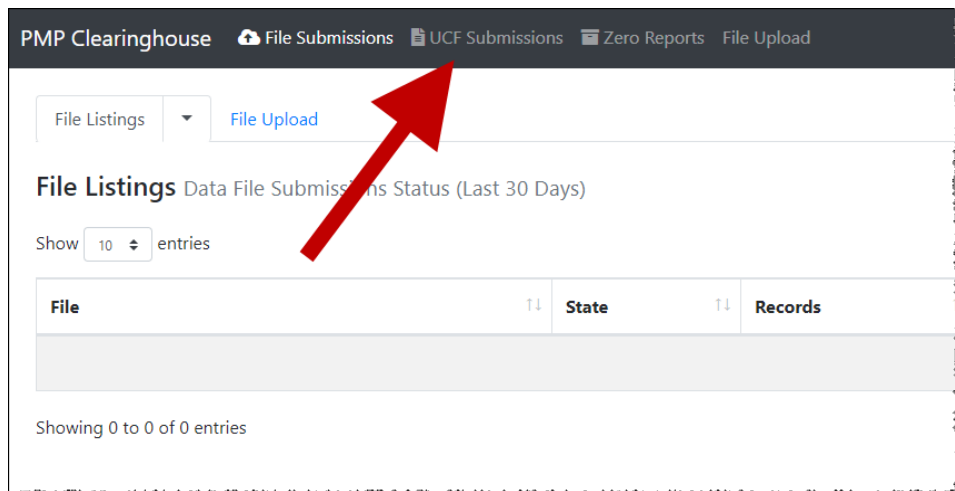 PMP Clearinghouse File Submissions UCF Submissions Zero Reports File Upload
File Listings File Upload
File Listings Data File Submissions Status (Last 30 Days)
Show 10 entries
File State Records
Showing 0 to 0 of 0 entries